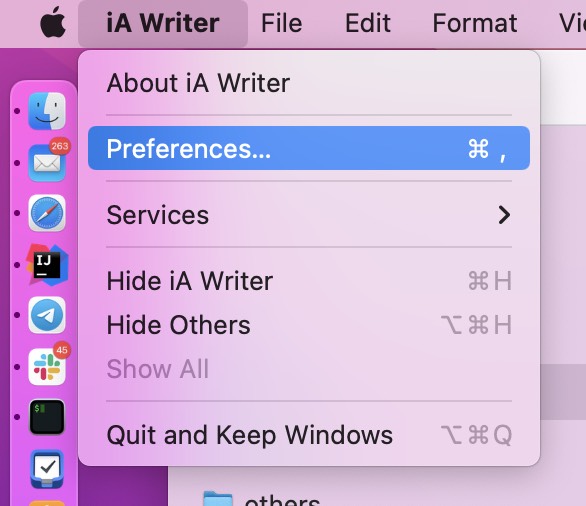 iA Writer File Edit Format Vi
About iA Writer
Preferences... ⌘ ,
263
Services
IJ
Hide iA Writer ⌘H
Hide Others ⌥⌘H
45
Show All
$
Quit and Keep Windows ⌥⌘Q
others